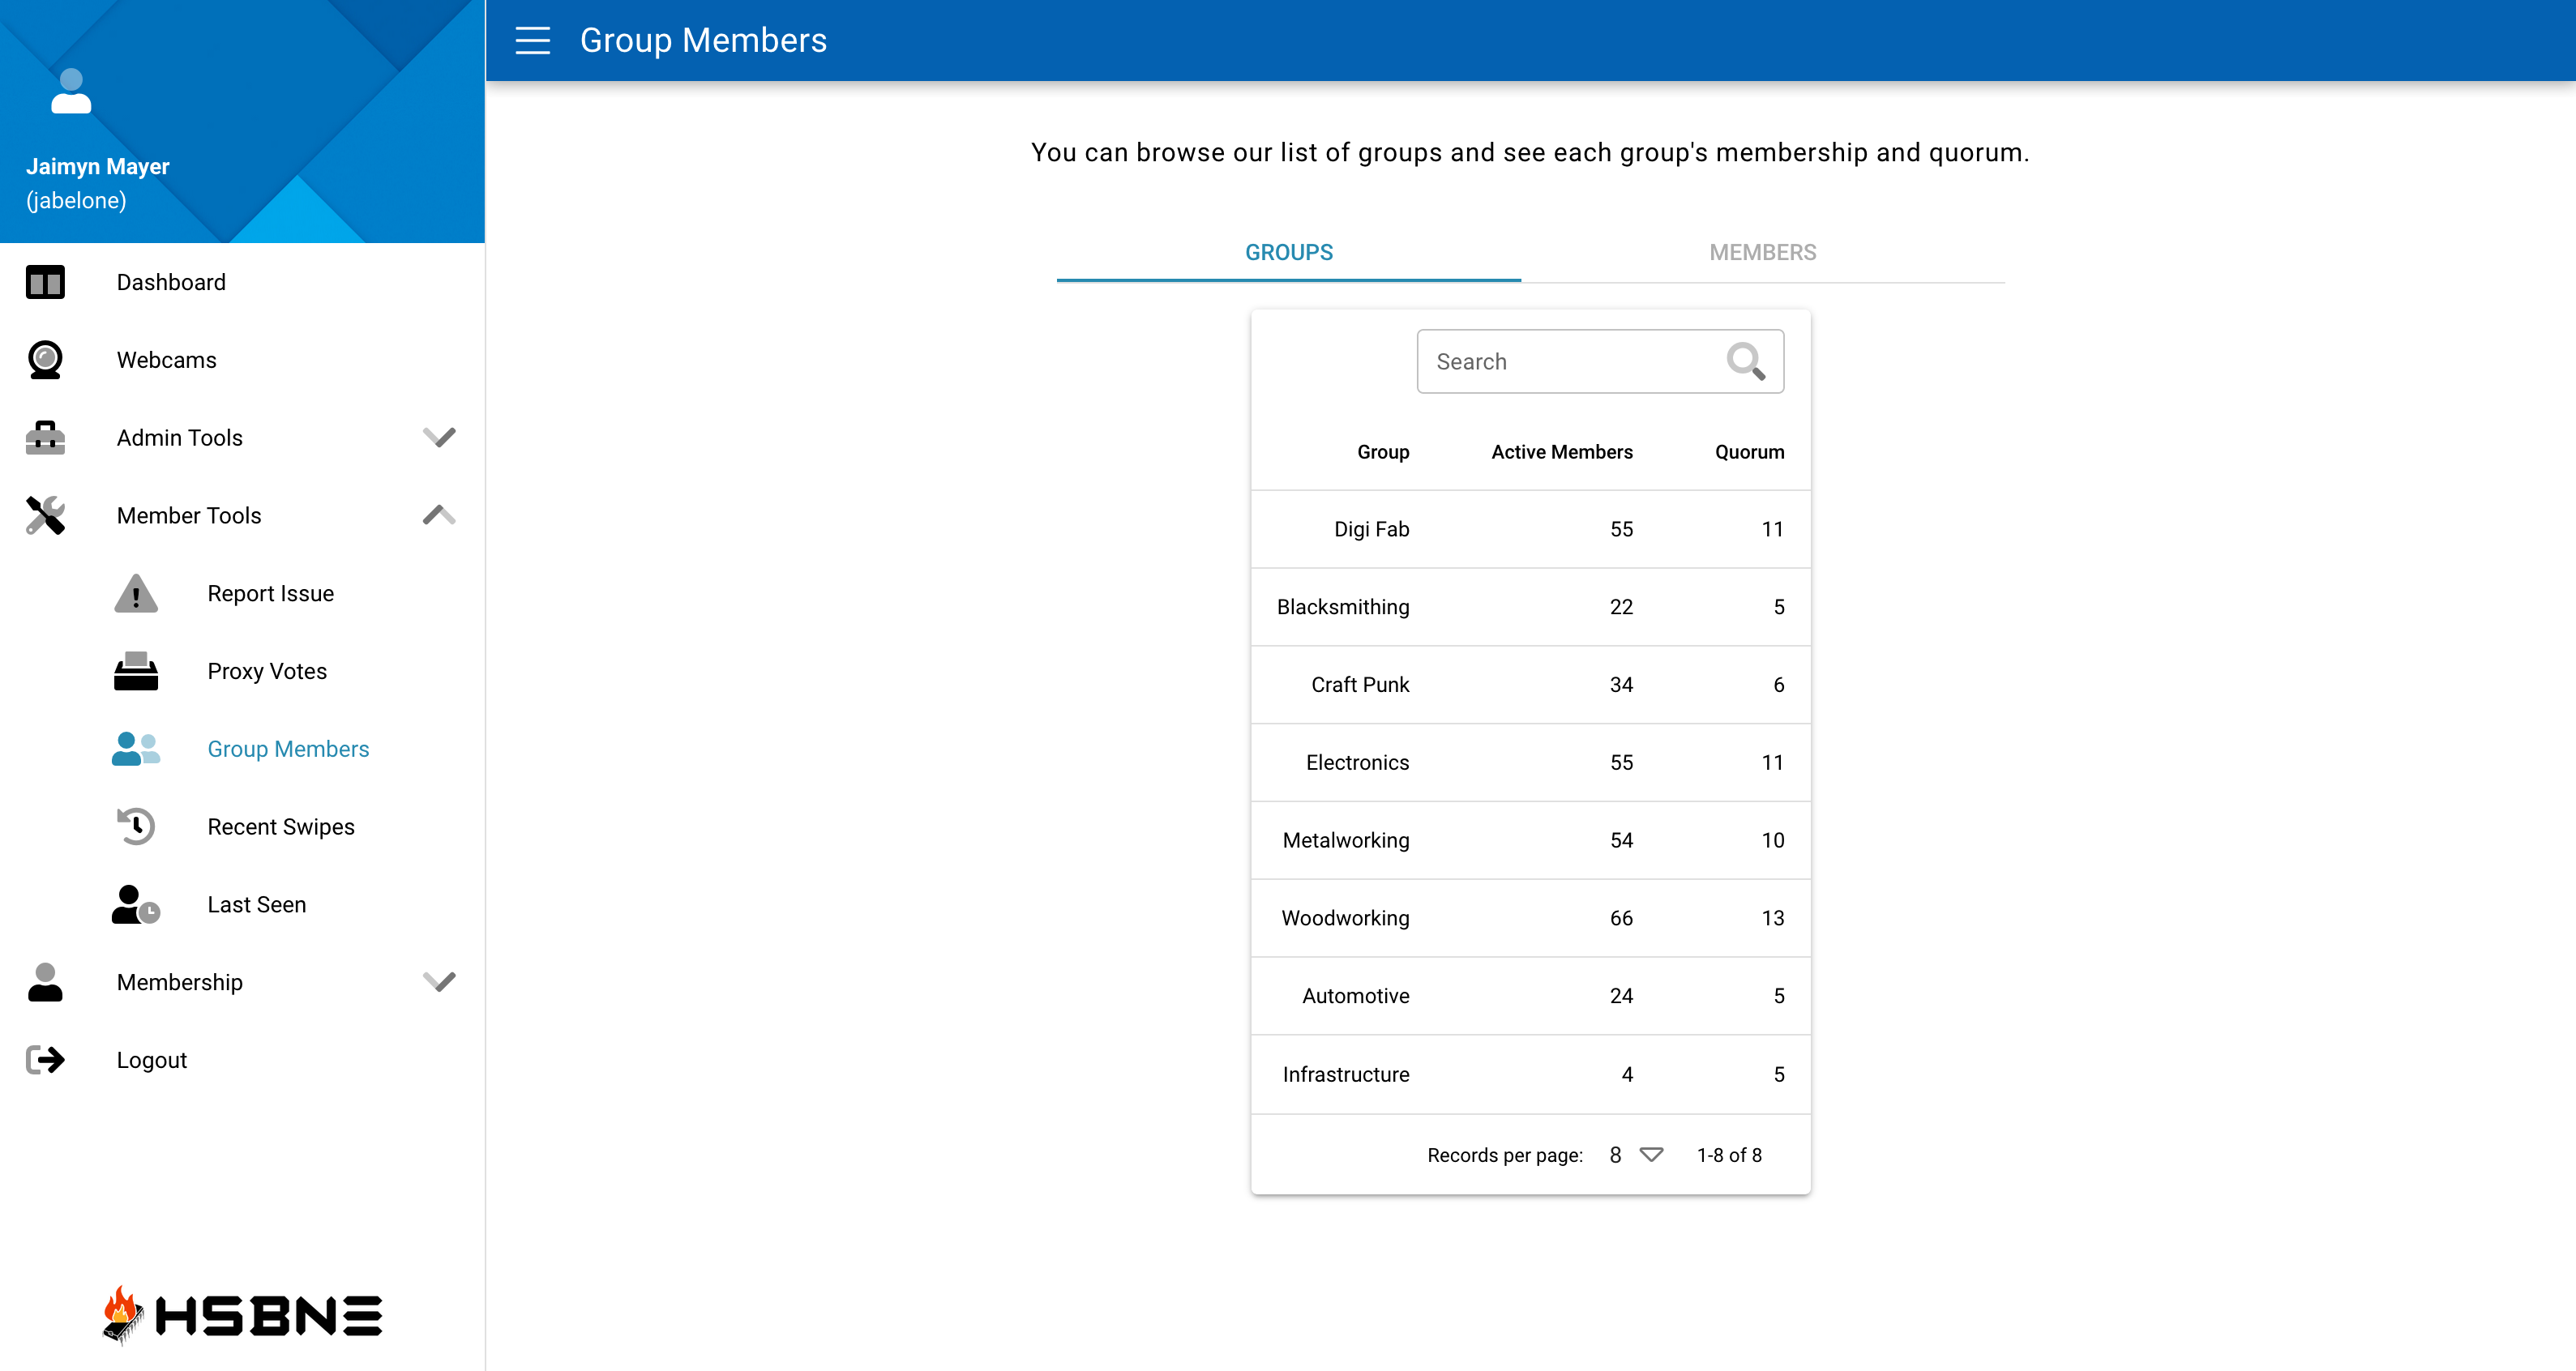 Jaimyn Mayer
(jabelone)
Dashboard
Webcams
Admin Tools
Member Tools
Report Issue
Proxy Votes
Group Members
Recent Swipes
Last Seen
Membership
Logout
HSBNE
Group Members
You can browse our list of groups and see each group's membership and quorum.
GROUPS MEMBERS
Search
Group Active Members Quorum
Digi Fab 55 11
Blacksmithing 22 5
Craft Punk 34 6
Electronics 55 11
Metalworking 54 10
Woodworking 66 13
Automotive 24 5
Infrastructure 4 5
Records per page: 8 1-8 of 8